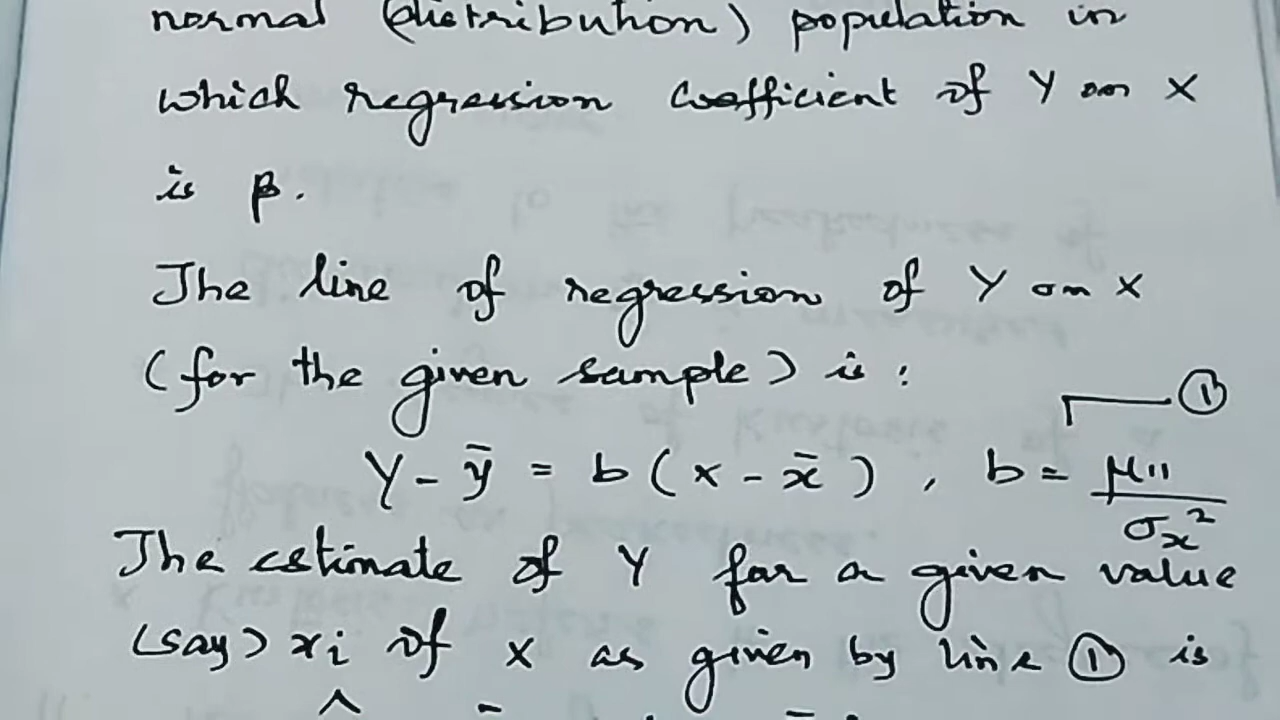 normal (distribution) population in
which regression coefficient of Y on X
is β.
The line of regression of Y on X
(for the given sample) is :
①
Y - ȳ = b ( x - x̄ ) , b = μ₁₁ / σₓ²
The estimate of Y for a given value
(say) xi of X as given by line ① is